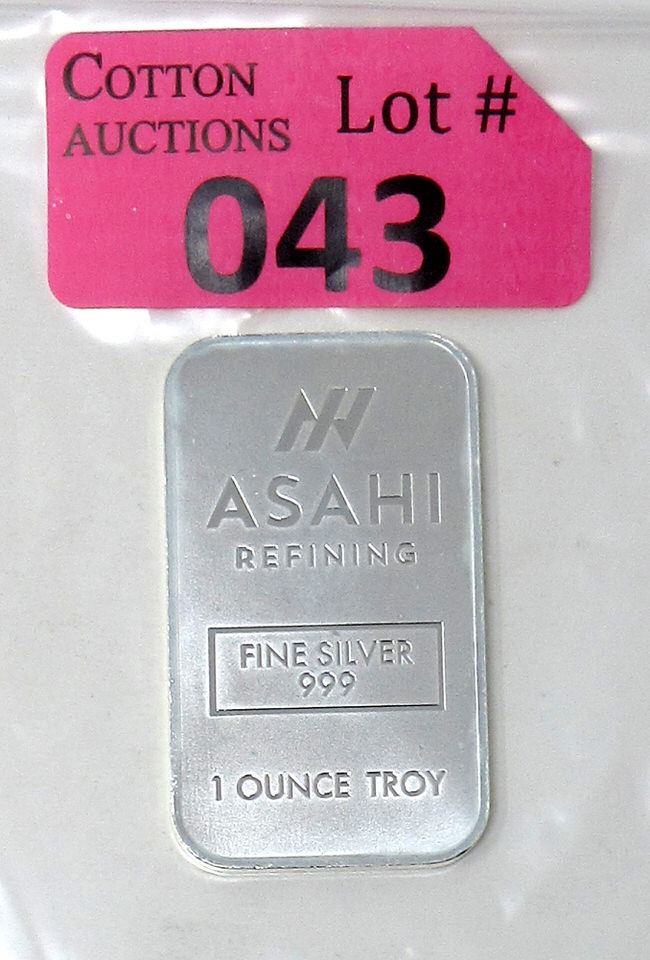 COTTON
AUCTIONS
Lot #
043
ASAHI
REFINING
FINE SILVER
999
1 OUNCE TROY